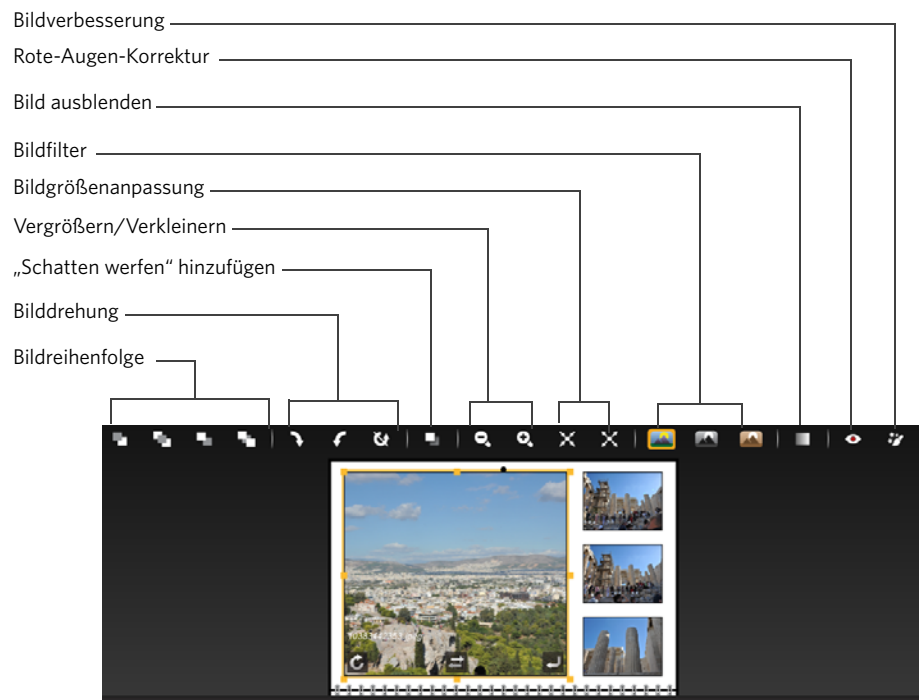 Bildverbesserung
Rote-Augen-Korrektur
Bild ausblenden
Bildfilter
Bildgrößenanpassung
Vergrößern/Verkleinern
„Schatten werfen“ hinzufügen
Bilddrehung
Bildreihenfolge